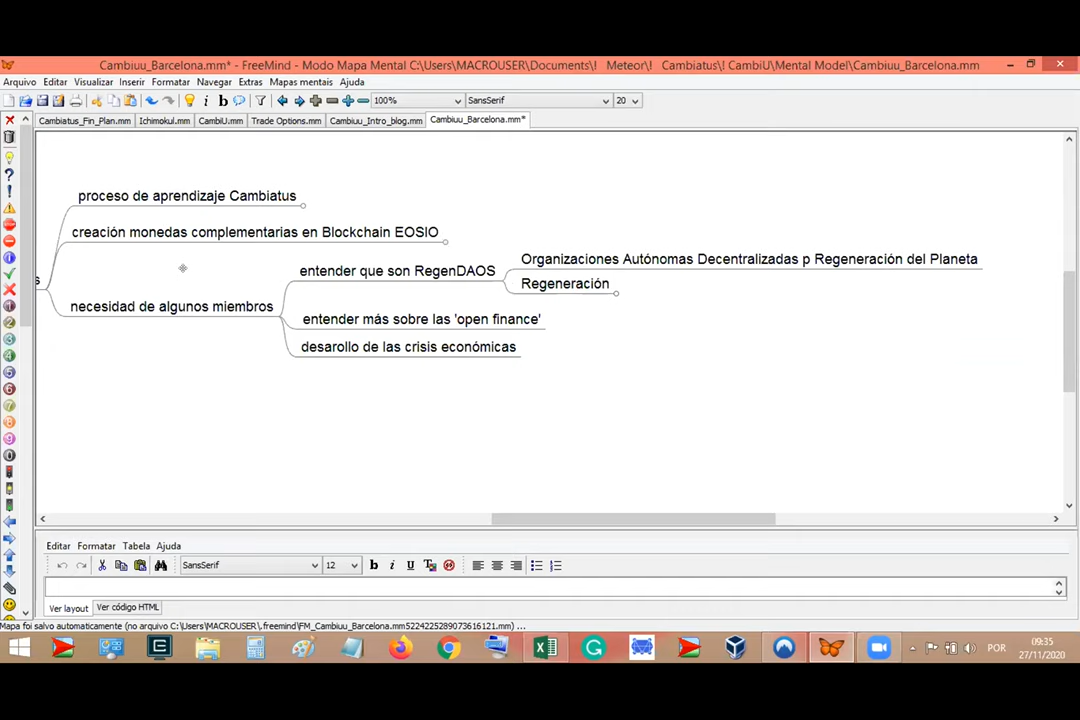 Cambiuu_Barcelona.mm* - FreeMind - Modo Mapa Mental C:\Users\MACROUSER\Documents\! Meteor\! Cambiatus\! CambiU\Mental Model\Cambiuu_Barcelona.mm
Arquivo Editar Visualizar Inserir Formatar Navegar Extras Mapas mentais Ajuda
100% SansSerif 20
Cambiatus_Fin_Plan.mm Ichimokul.mm CambiU.mm Trade Options.mm Cambiuu_Intro_blog.mm Cambiuu_Barcelona.mm*
proceso de aprendizaje Cambiatus
creación monedas complementarias en Blockchain EOSIO
s
necesidad de algunos miembros
entender que son RegenDAOS
Organizaciones Autónomas Decentralizadas p Regeneración del Planeta
Regeneración
entender más sobre las 'open finance'
desarollo de las crisis económicas
Editar Formatar Tabela Ajuda
SansSerif 12
Ver layout Ver código HTML
Mapa foi salvo automaticamente (no arquivo C:\Users\MACROUSER\.freemind\FM_Cambiuu_Barcelona.mm5224225289073616121.mm) ...
POR
09:35
27/11/2020